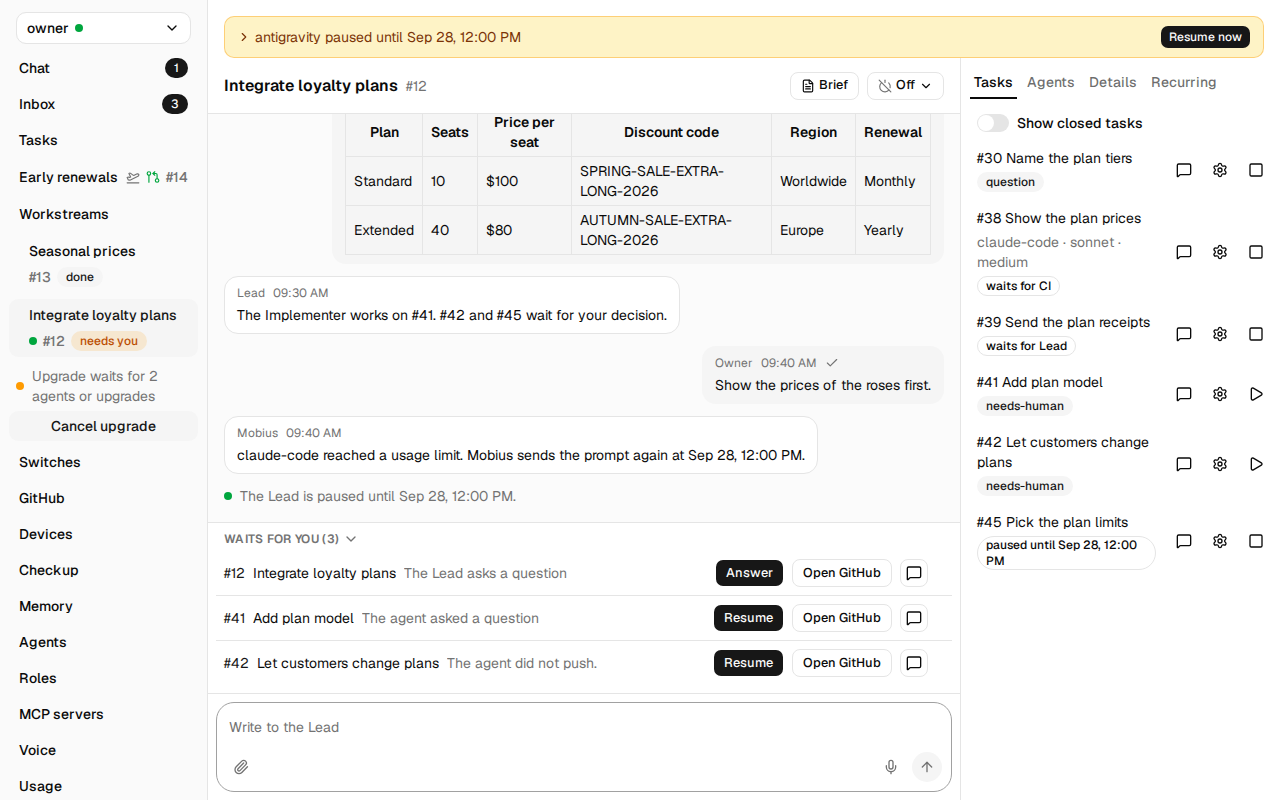 owner
Chat 1
Inbox 3
Tasks
Early renewals #14
Workstreams
Seasonal prices
#13 done
Integrate loyalty plans
#12 needs you
Upgrade waits for 2
agents or upgrades
Cancel upgrade
Switches
GitHub
Devices
Checkup
Memory
Agents
Roles
MCP servers
Voice
Usage
antigravity paused until Sep 28, 12:00 PM
Resume now
Integrate loyalty plans #12
Brief
Off
Plan Seats Price per seat Discount code Region Renewal
Standard 10 $100 SPRING-SALE-EXTRA-LONG-2026 Worldwide Monthly
Extended 40 $80 AUTUMN-SALE-EXTRA-LONG-2026 Europe Yearly
Lead 09:30 AM
The Implementer works on #41. #42 and #45 wait for your decision.
Owner 09:40 AM
Show the prices of the roses first.
Mobius 09:40 AM
claude-code reached a usage limit. Mobius sends the prompt again at Sep 28, 12:00 PM.
The Lead is paused until Sep 28, 12:00 PM.
WAITS FOR YOU (3)
#12 Integrate loyalty plans The Lead asks a question Answer Open GitHub
#41 Add plan model The agent asked a question Resume Open GitHub
#42 Let customers change plans The agent did not push. Resume Open GitHub
Write to the Lead
Tasks Agents Details Recurring
Show closed tasks
#30 Name the plan tiers
question
#38 Show the plan prices
claude-code · sonnet ·
medium
waits for CI
#39 Send the plan receipts
waits for Lead
#41 Add plan model
needs-human
#42 Let customers change
plans
needs-human
#45 Pick the plan limits
paused until Sep 28, 12:00
PM